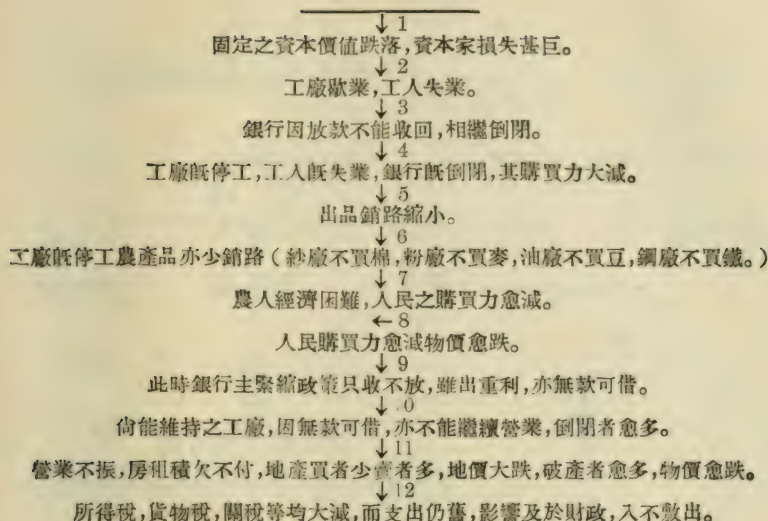 ↓ 1
固定之資本價值跌落,資本家損失甚巨。
↓ 2
工廠歇業,工人失業。
↓ 3
銀行因放款不能收回,相繼倒閉。
↓ 4
工廠旣停工,工人旣失業,銀行旣倒閉,其購買力大減。
↓ 5
出品銷路縮小。
↓ 6
工廠旣停工農產品亦少銷路(紗廠不買棉,粉廠不買麥,油廠不買豆,鋼廠不買鐵。)
↓ 7
農人經濟困難,人民之購買力愈減。
← 8
人民購買力愈減物價愈跌。
↓ 9
此時銀行主緊縮政策只收不放,雖出重利,亦無款可借。
↓ 0
尙能維持之工廠,因無款可借,亦不能繼續營業,倒閉者愈多。
↓ 11
營業不振,房租積欠不付,地產買者少賣者多,地價大跌,破產者愈多,物價愈跌。
↓ 12
所得稅,貨物稅,關稅等均大減,而支出仍舊,影響及於財政,入不敷出。